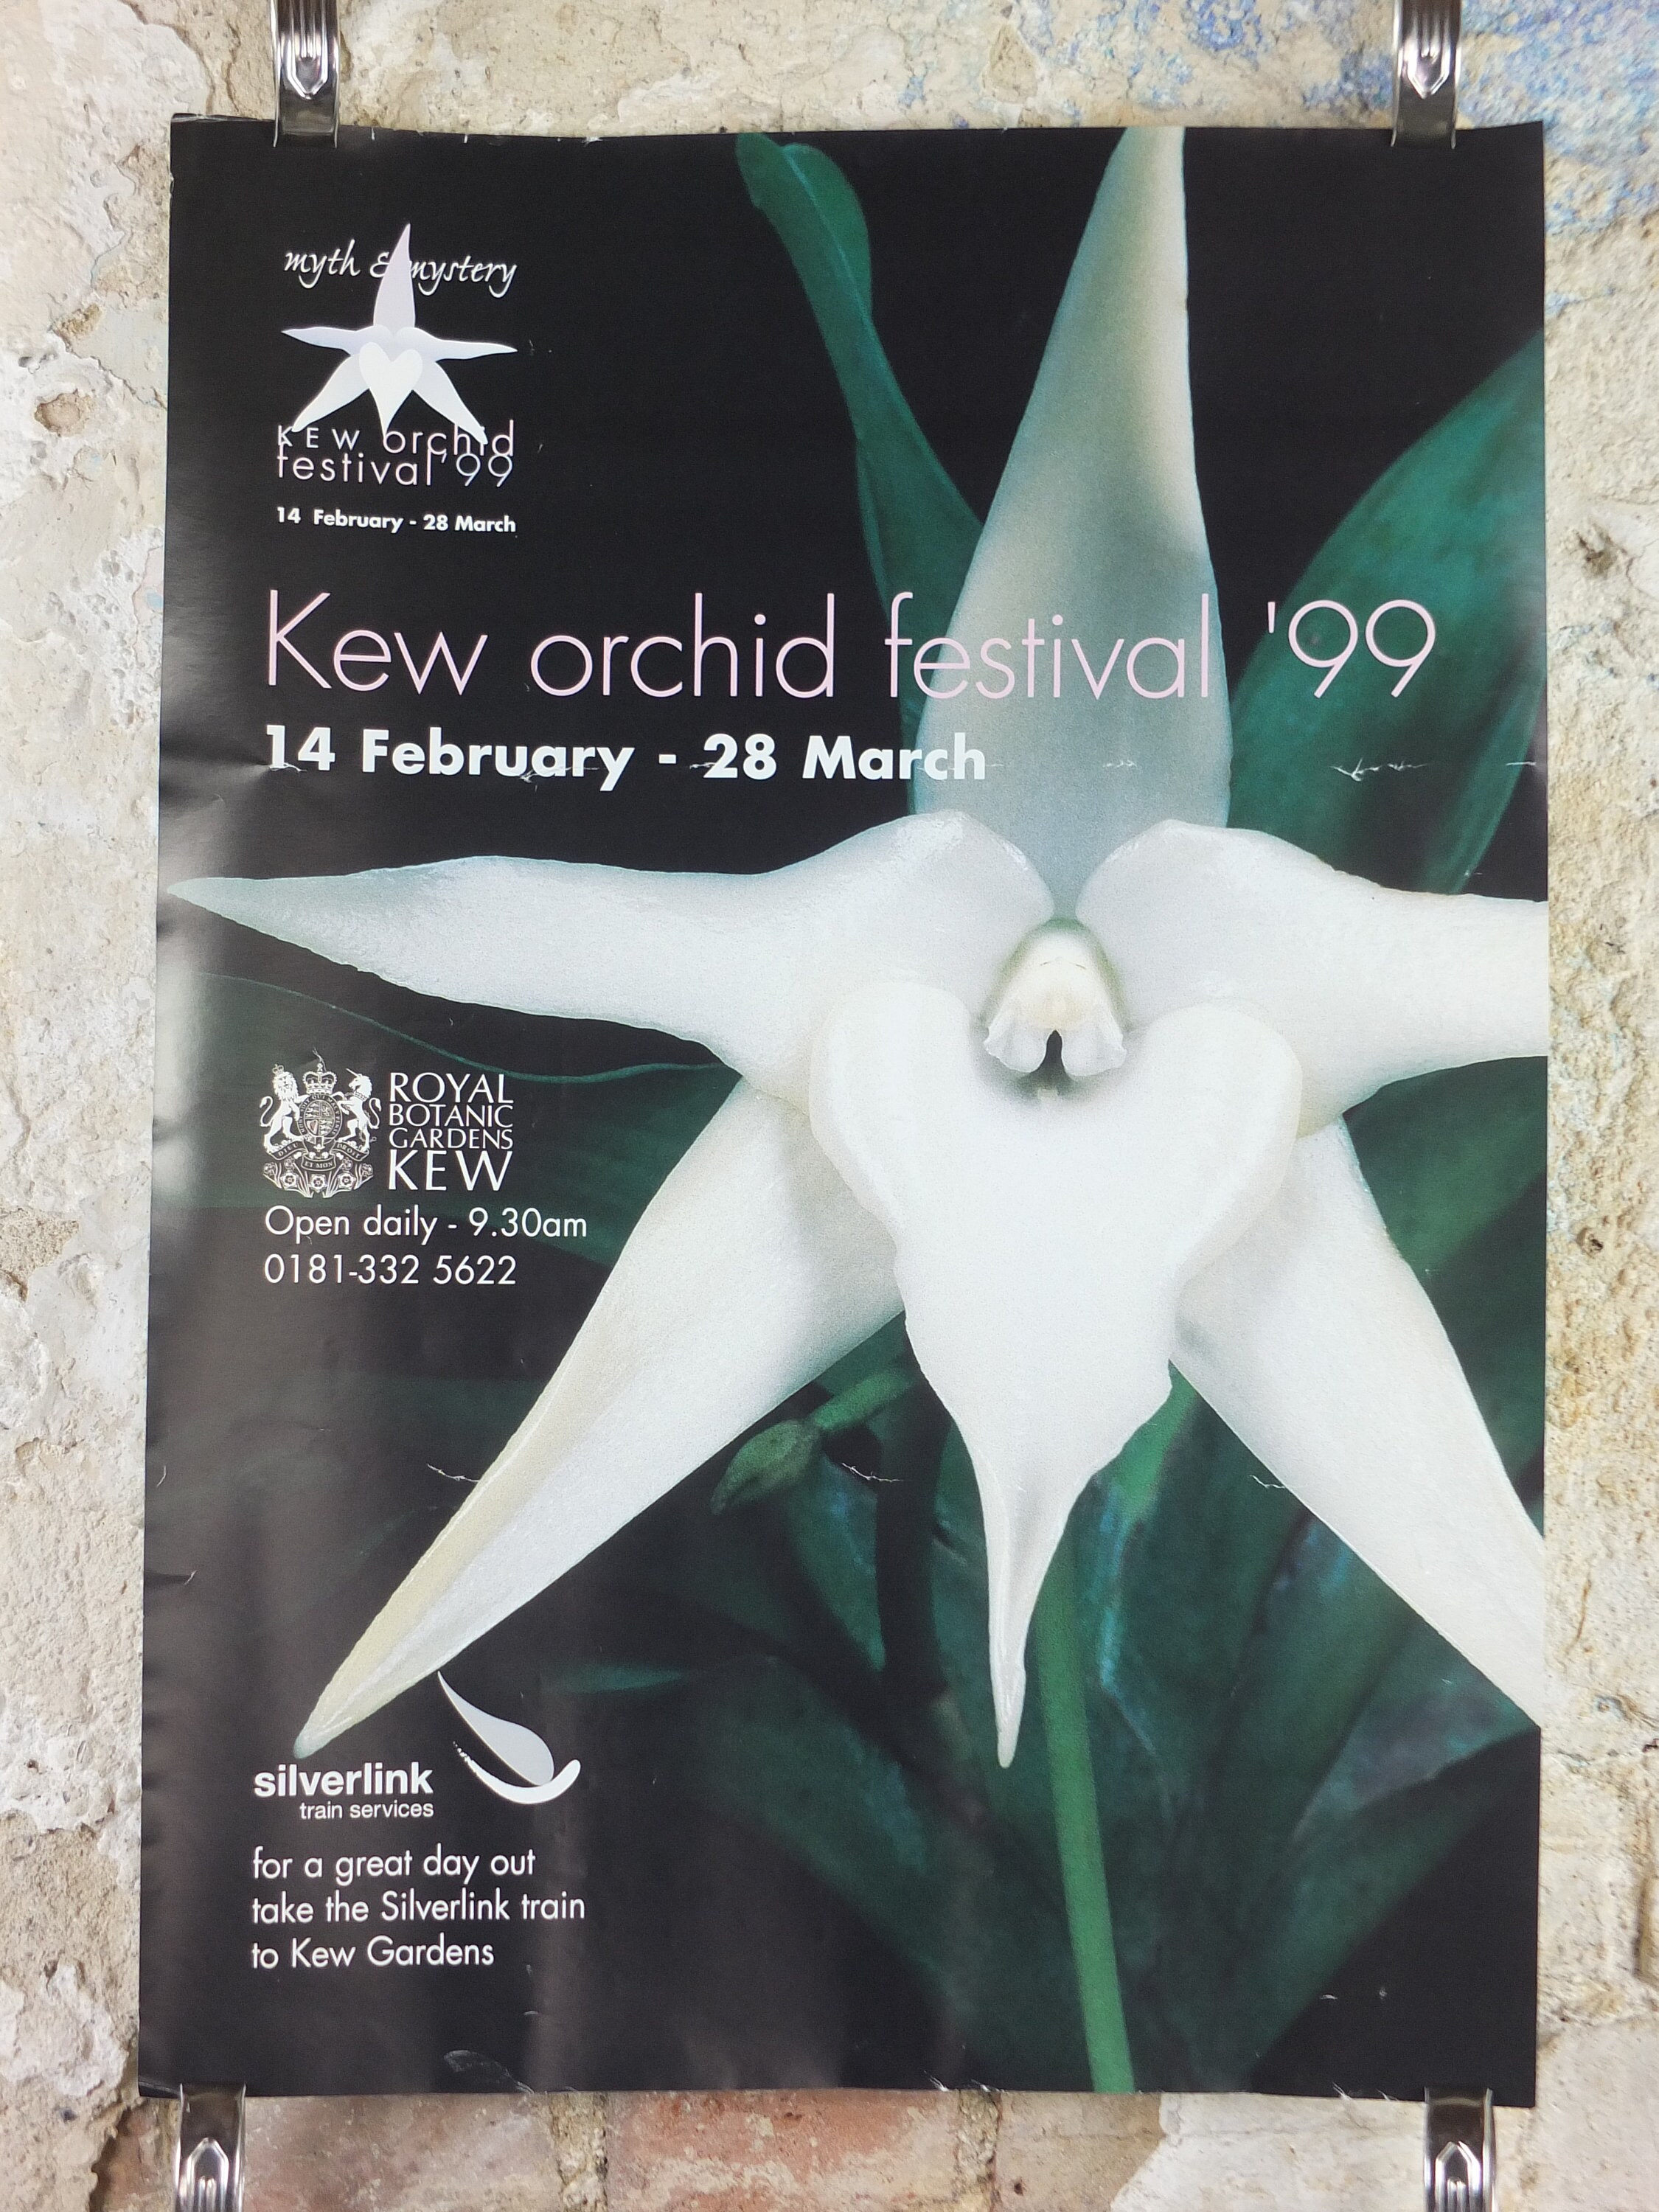 myth & mystery
KEW orchid
festival '99
14 February - 28 March
Kew orchid festival '99
14 February - 28 March
ROYAL
BOTANIC
GARDENS
KEW
Open daily - 9.30am
0181-332 5622
silverlink
train services
for a great day out
take the Silverlink train
to Kew Gardens